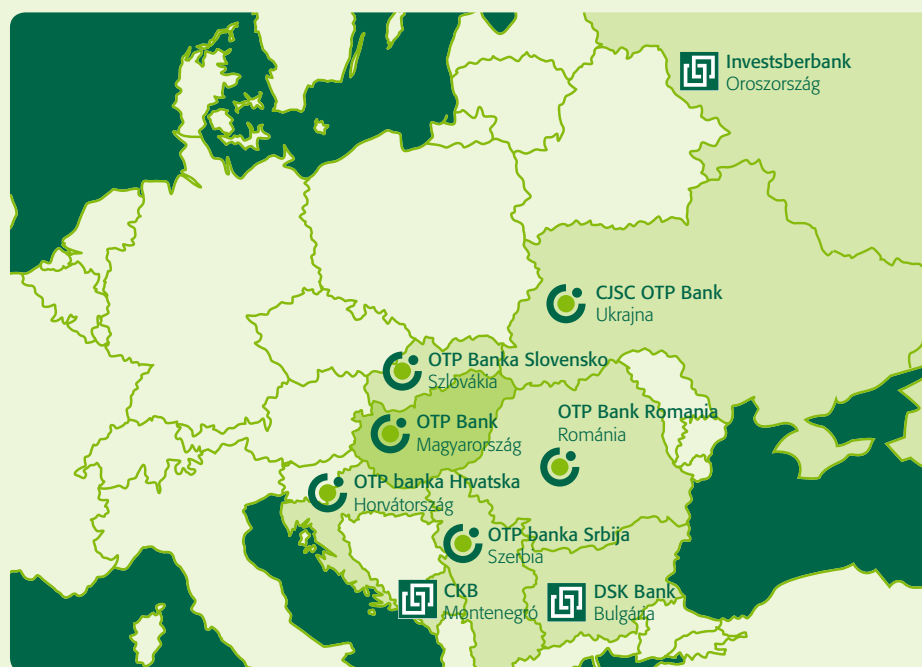 Investsberbank
Oroszország
CJSC OTP Bank
Ukrajna
OTP Banka Slovensko
Szlovákia
OTP Bank
Magyarország
OTP Bank Romania
Románia
OTP banka Hrvatska
Horvátország
OTP banka Srbija
Szerbia
CKB
Montenegró
DSK Bank
Bulgária